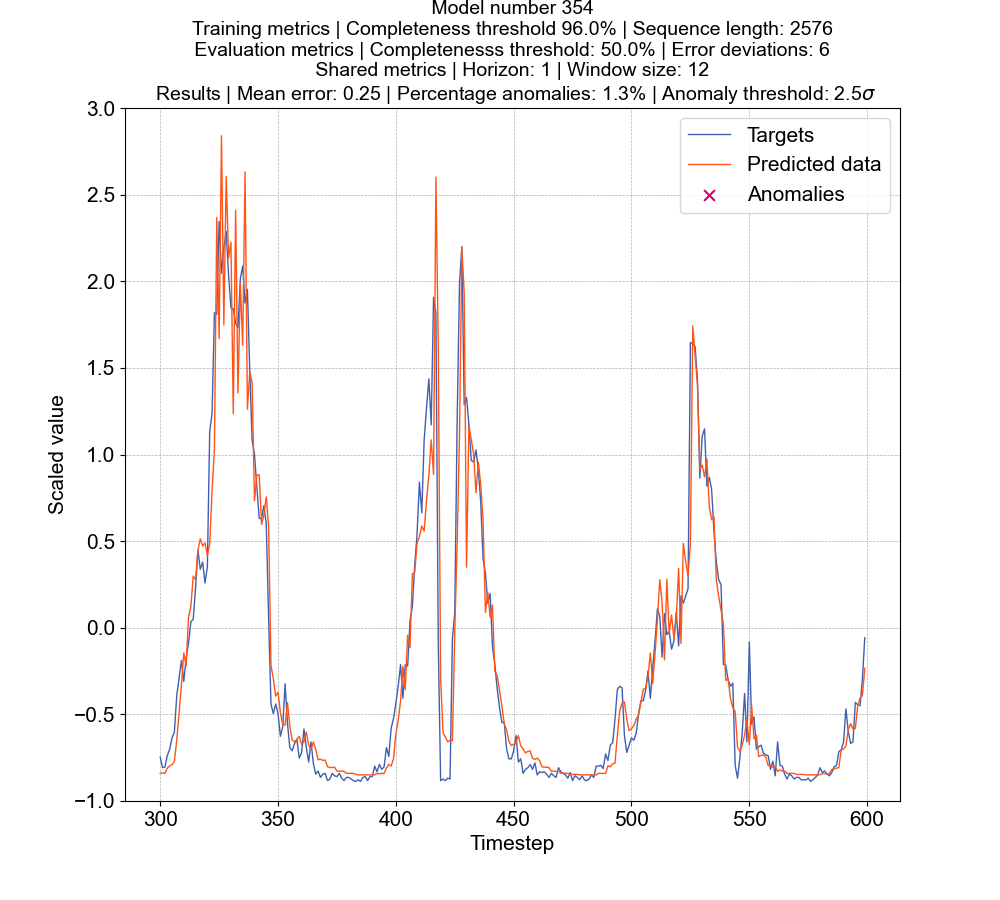 Model number 354
Training metrics | Completeness threshold 96.0% | Sequence length: 2576
Evaluation metrics | Completenesss threshold: 50.0% | Error deviations: 6
Shared metrics | Horizon: 1 | Window size: 12
Results | Mean error: 0.25 | Percentage anomalies: 1.3% | Anomaly threshold: 2.5σ
3.0
2.5
2.0
1.5
1.0
0.5
0.0
−0.5
−1.0
Scaled value
Targets
Predicted data
Anomalies
300 350 400 450 500 550 600
Timestep